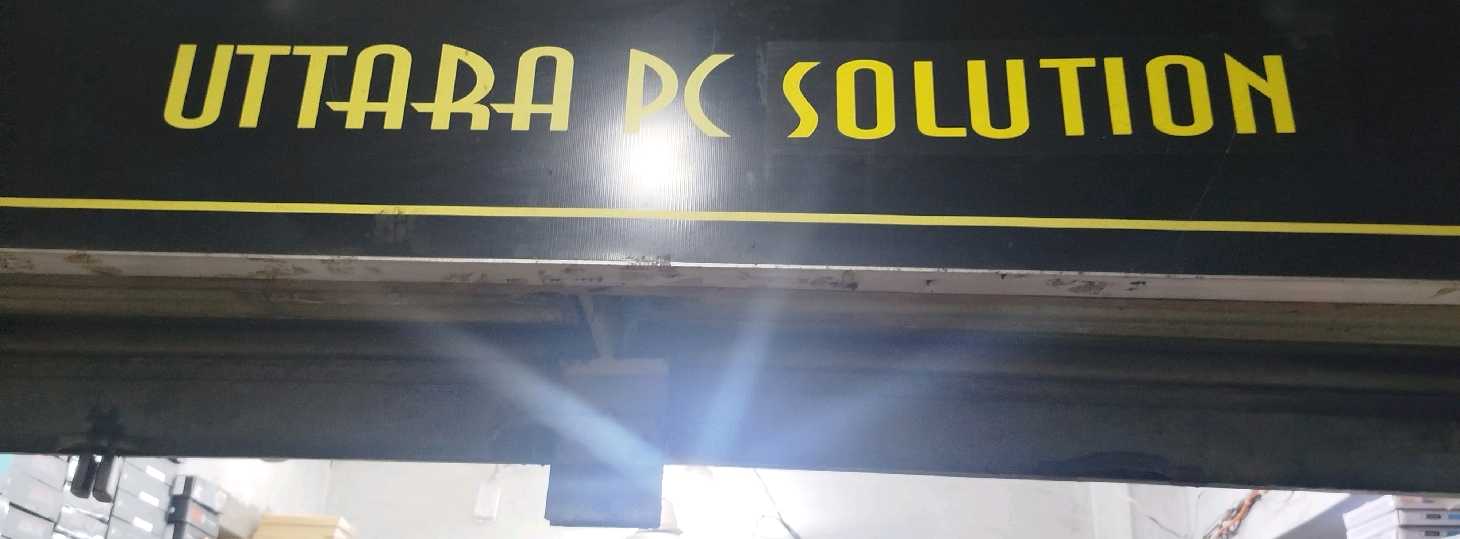 UTTARA PC SOLUTION